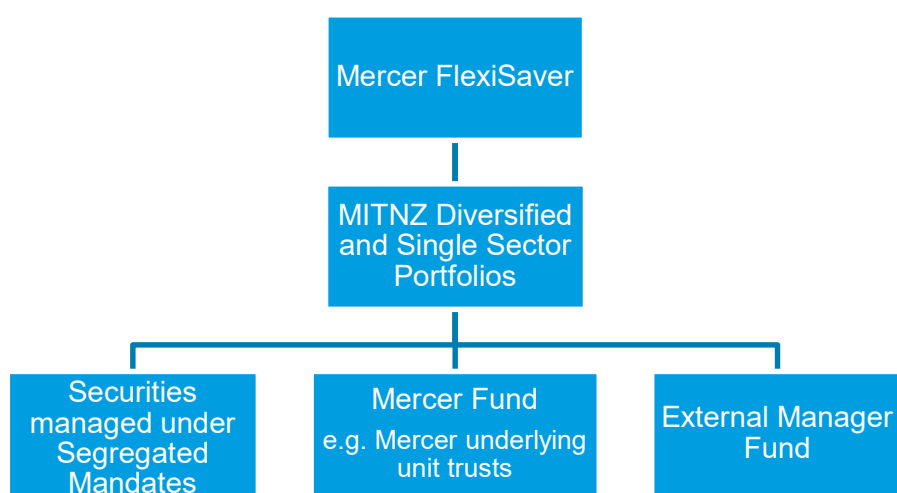 Mercer FlexiSaver
MITNZ Diversified
and Single Sector
Portfolios
Securities
managed under
Segregated
Mandates
Mercer Fund
e.g. Mercer underlying
unit trusts
External Manager
Fund